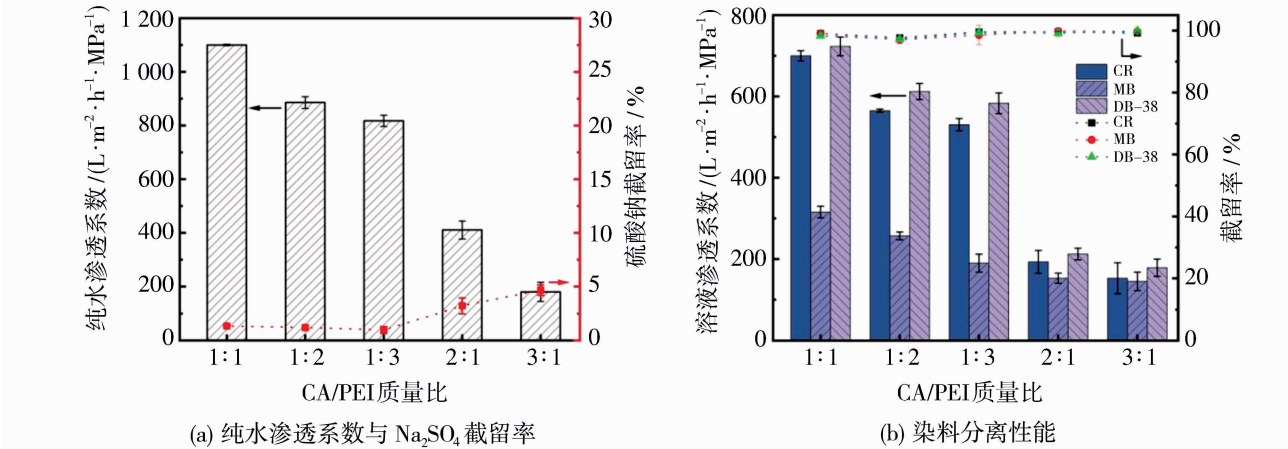 纯水渗透系数/(L·m⁻²·h⁻¹·MPa⁻¹)
1 200
1 000
800
600
400
200
0
30
25
20
15
10
5
0
硫酸钠截留率/%
1∶1
1∶2
1∶3
2∶1
3∶1
CA/PEI质量比
(a) 纯水渗透系数与 Na₂SO₄ 截留率
溶液渗透系数/(L·m⁻²·h⁻¹·MPa⁻¹)
800
600
400
200
0
CR
MB
DB-38
CR
MB
DB-38
100
80
60
40
20
0
截留率/%
1∶1
1∶2
1∶3
2∶1
3∶1
CA/PEI质量比
(b) 染料分离性能